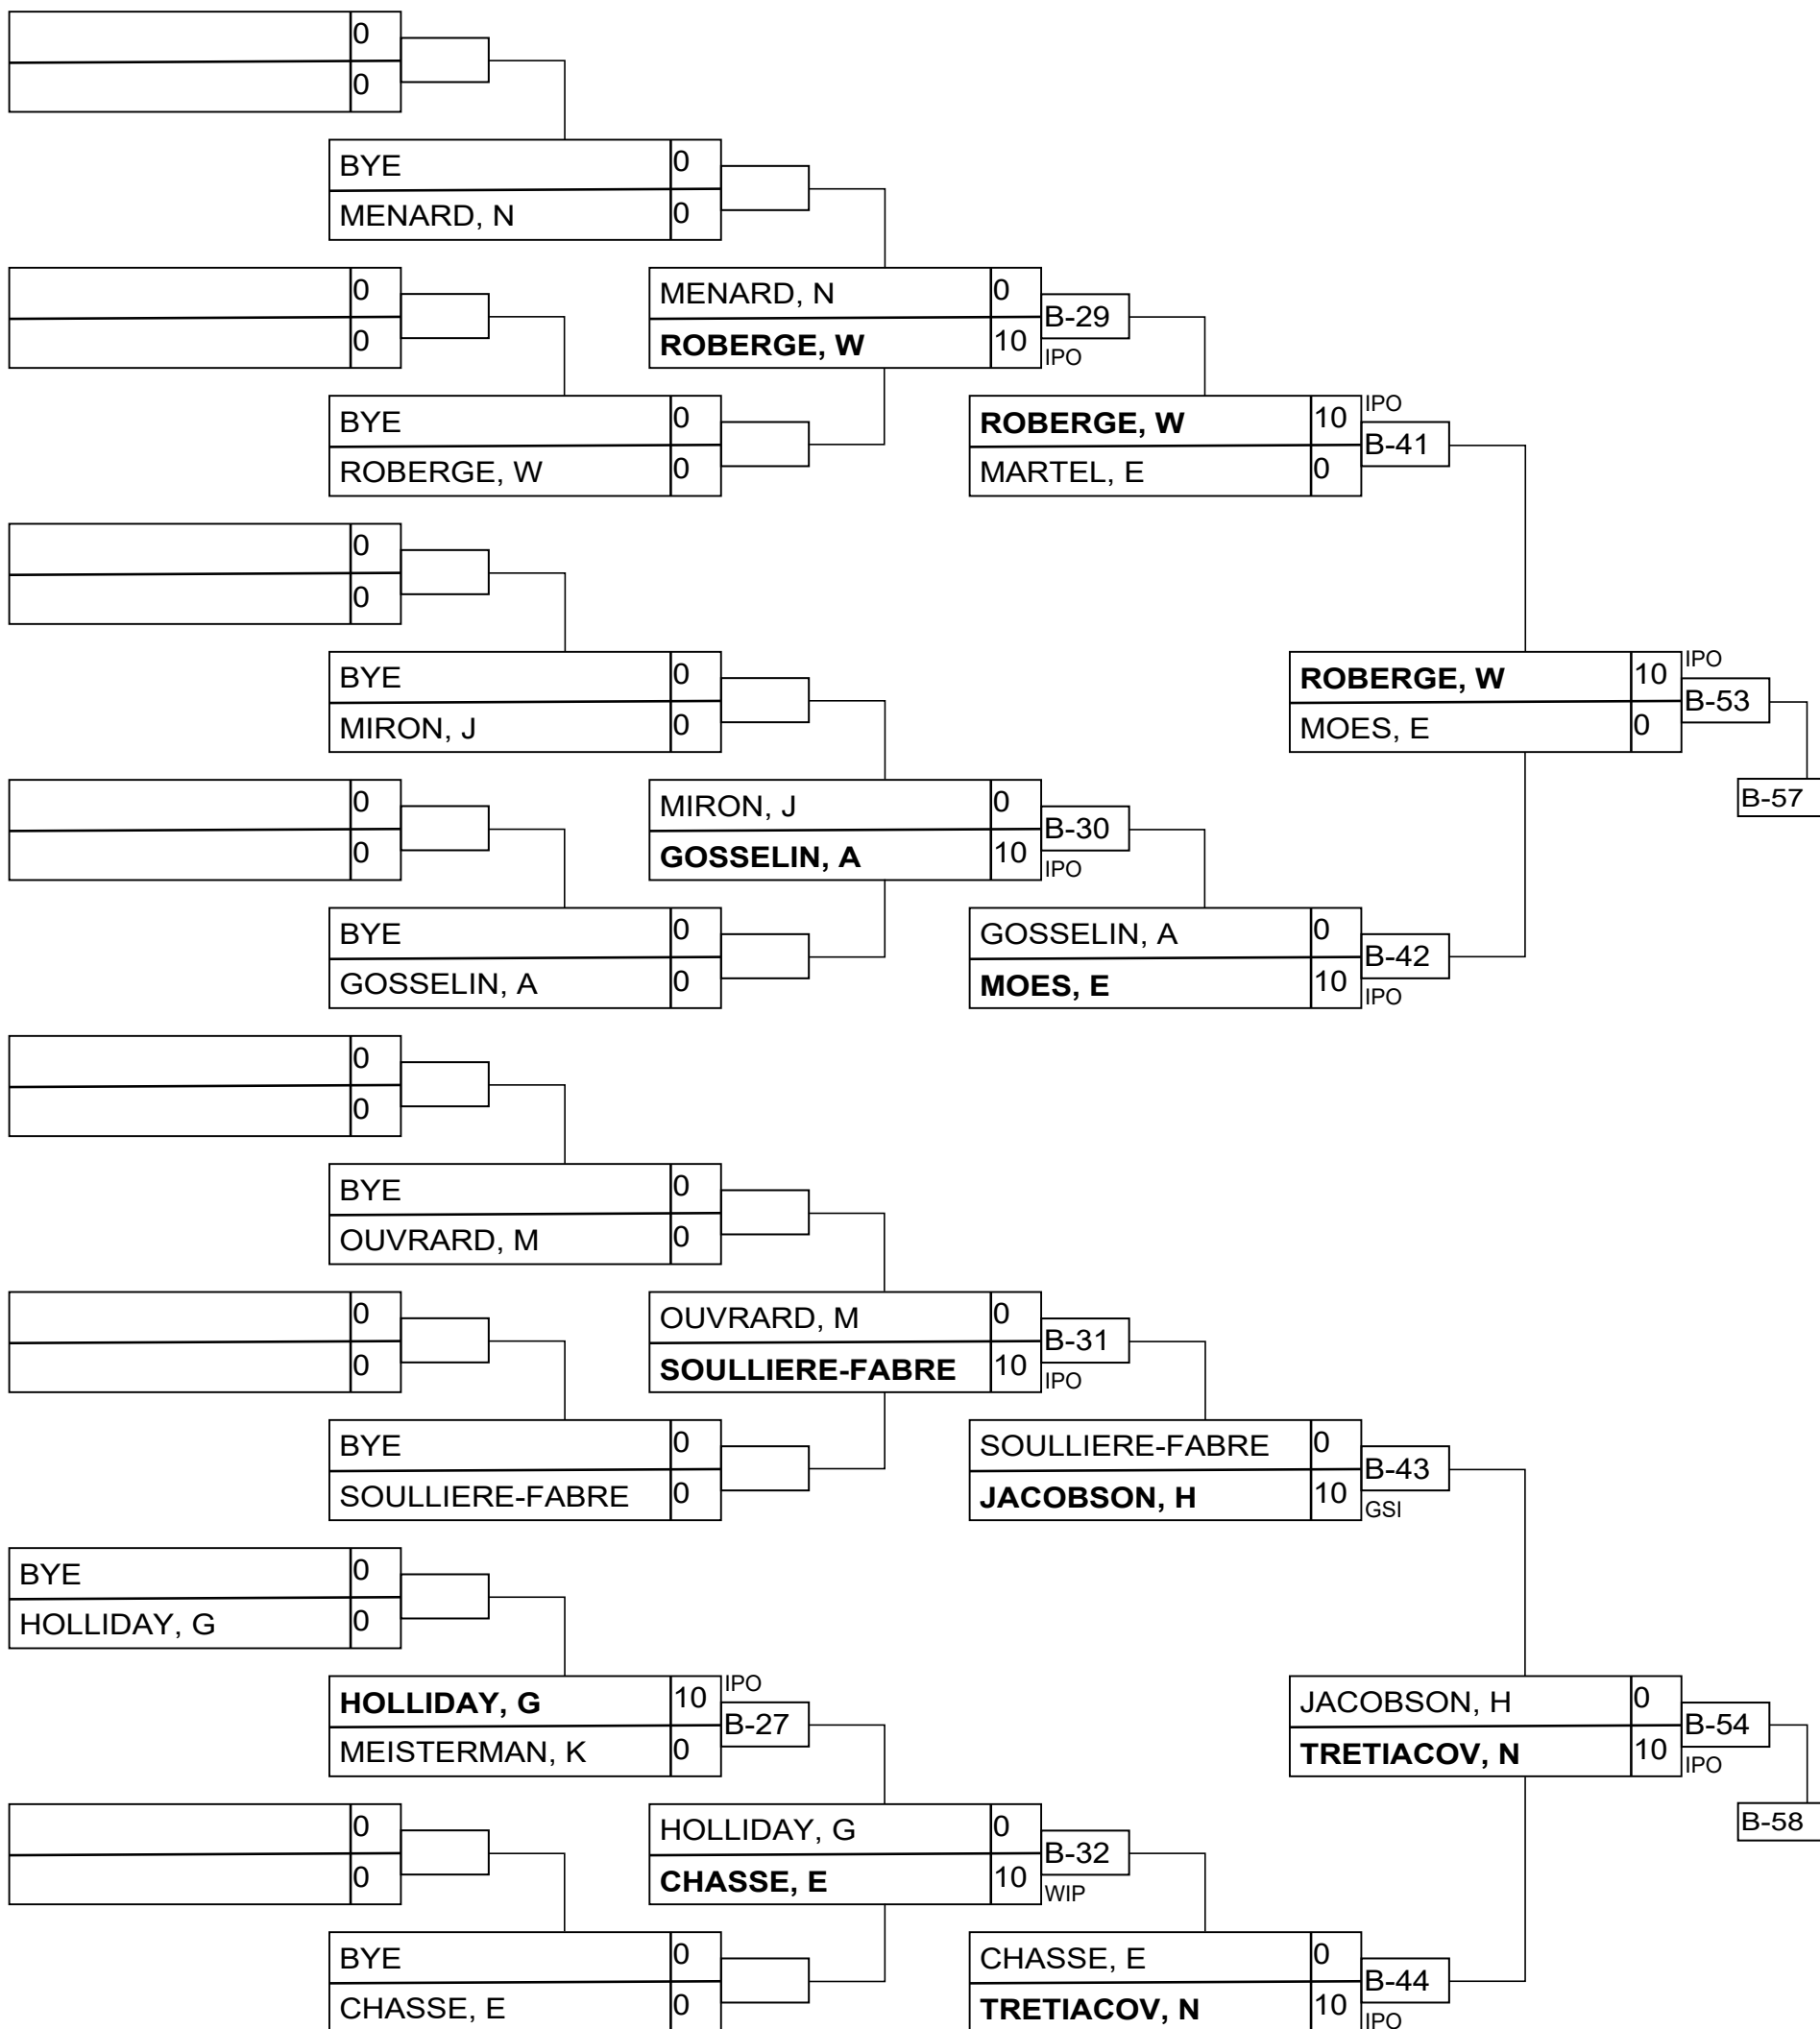 0
0
BYE 0
MENARD, N 0
0
0
MENARD, N 0
B-29
ROBERGE, W 10
IPO
BYE 0
ROBERGE, W 0
IPO
ROBERGE, W 10
B-41
MARTEL, E 0
0
0
BYE 0
MIRON, J 0
IPO
ROBERGE, W 10
B-53
MOES, E 0
B-57
0
0
MIRON, J 0
B-30
GOSSELIN, A 10
IPO
BYE 0
GOSSELIN, A 0
GOSSELIN, A 0
B-42
MOES, E 10
IPO
0
0
BYE 0
OUVRARD, M 0
0
0
OUVRARD, M 0
B-31
SOULLIERE-FABRE 10
IPO
BYE 0
SOULLIERE-FABRE 0
SOULLIERE-FABRE 0
B-43
JACOBSON, H 10
GSI
BYE 0
HOLLIDAY, G 0
IPO
HOLLIDAY, G 10
B-27
MEISTERMAN, K 0
JACOBSON, H 0
B-54
TRETIACOV, N 10
IPO
B-58
0
0
HOLLIDAY, G 0
B-32
CHASSE, E 10
WIP
BYE 0
CHASSE, E 0
CHASSE, E 0
B-44
TRETIACOV, N 10
IPO